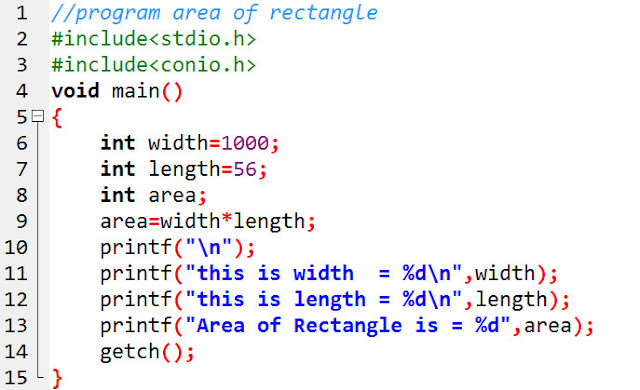 1 //program area of rectangle
2 #include<stdio.h>
3 #include<conio.h>
4 void main()
5 {
6 int width=1000;
7 int length=56;
8 int area;
9 area=width*length;
10 printf("\n");
11 printf("this is width  = %d\n",width);
12 printf("this is length = %d\n",length);
13 printf("Area of Rectangle is = %d",area);
14 getch();
15 }